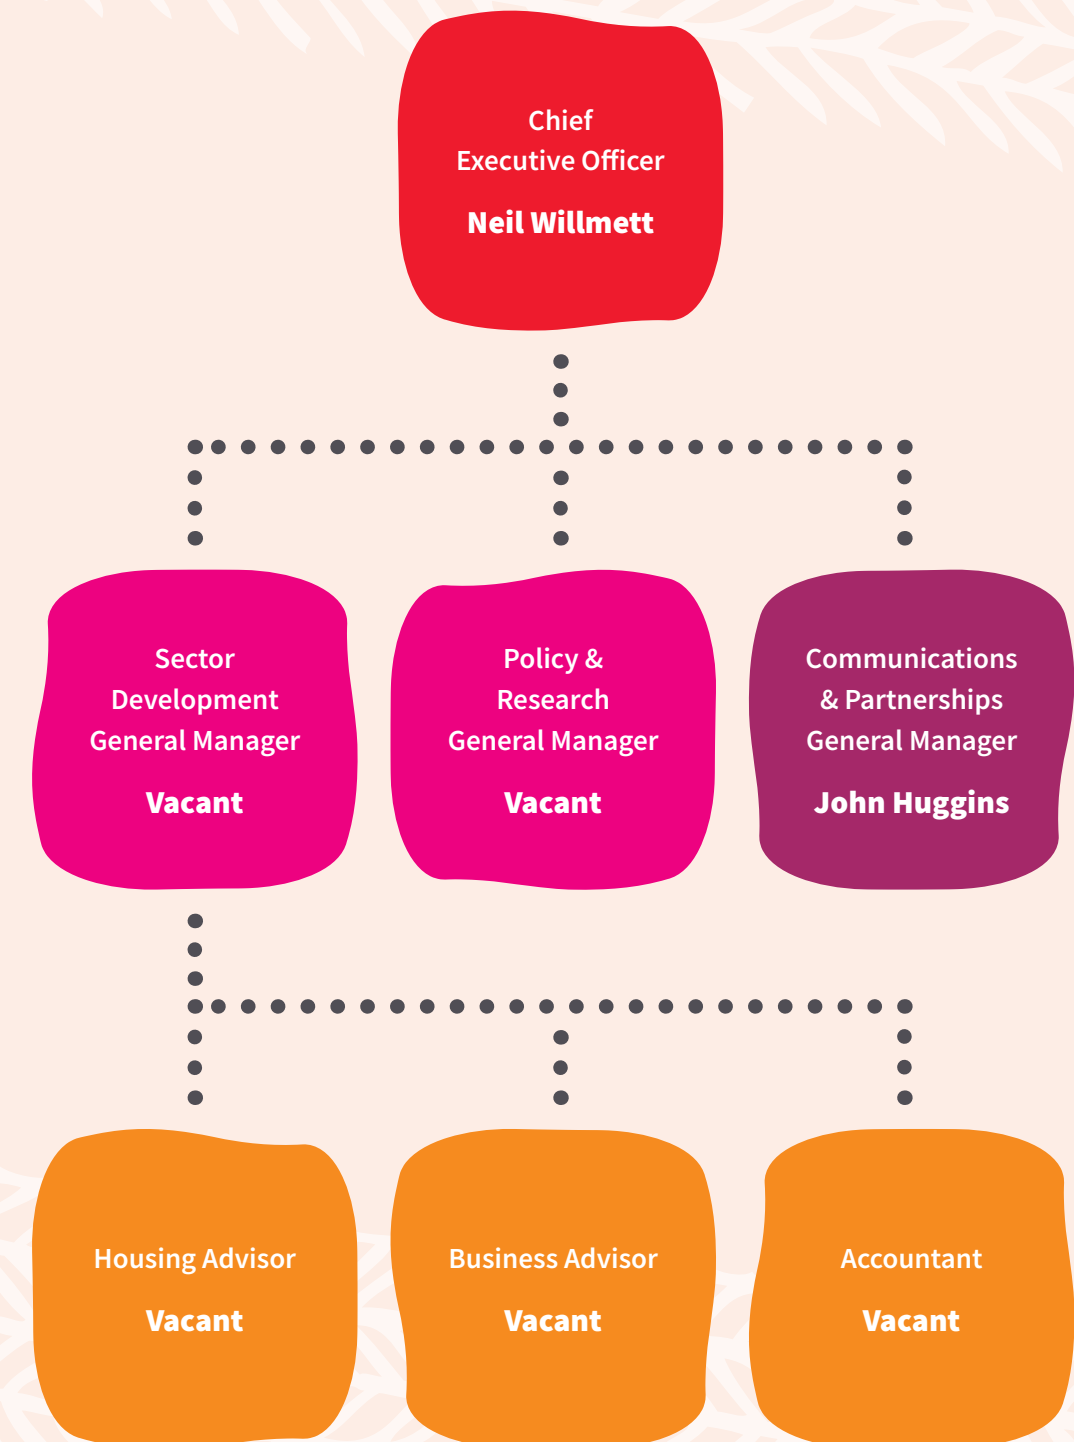 Chief
Executive Officer
Neil Willmett
Sector
Development
General Manager
Vacant
Policy &
Research
General Manager
Vacant
Communications
& Partnerships
General Manager
John Huggins
Housing Advisor
Vacant
Business Advisor
Vacant
Accountant
Vacant